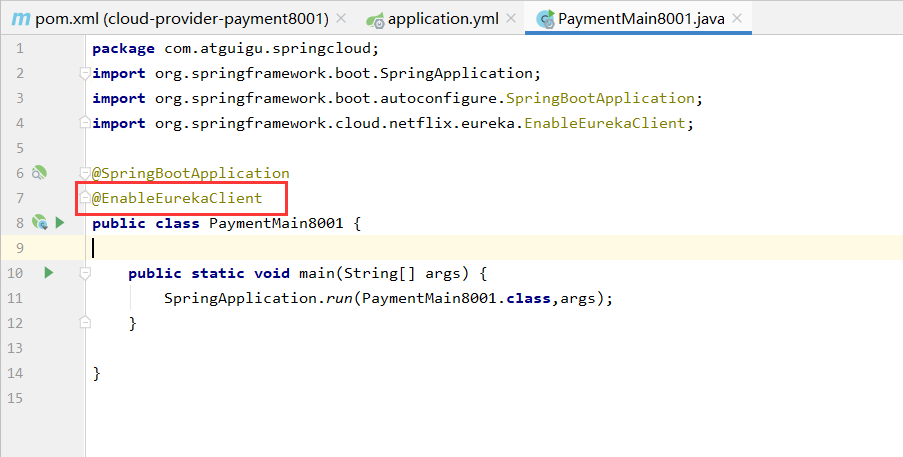 pom.xml (cloud-provider-payment8001) application.yml PaymentMain8001.java
1 package com.atguigu.springcloud;
2 import org.springframework.boot.SpringApplication;
3 import org.springframework.boot.autoconfigure.SpringBootApplication;
4 import org.springframework.cloud.netflix.eureka.EnableEurekaClient;
5
6 @SpringBootApplication
7 @EnableEurekaClient
8 public class PaymentMain8001 {
9
10 public static void main(String[] args) {
11 SpringApplication.run(PaymentMain8001.class,args);
12 }
13
14 }
15